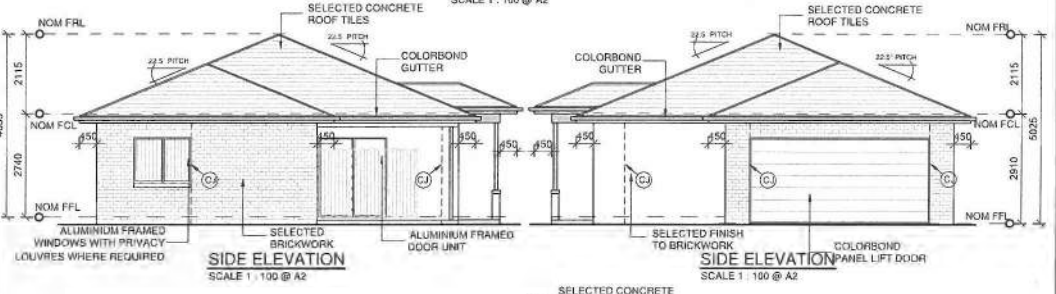 SCALE 1 : 100 @ A2
NOM FRL
SELECTED CONCRETE
ROOF TILES
22.5° PITCH
22.5° PITCH
COLORBOND
GUTTER
2115
NOM FCL
450
450
450
2740
CJ
CJ
NOM FFL
ALUMINIUM FRAMED
WINDOWS WITH PRIVACY
LOUVRES WHERE REQUIRED
SELECTED
BRICKWORK
ALUMINIUM FRAMED
DOOR UNIT
SIDE ELEVATION
SCALE 1 : 100 @ A2
SELECTED CONCRETE
ROOF TILES
NOM FRL
22.5° PITCH
22.5° PITCH
COLORBOND
GUTTER
2115
NOM FCL
5025
450
450
450
2910
CJ
CJ
CJ
NOM FFL
SELECTED FINISH
TO BRICKWORK
COLORBOND
PANEL LIFT DOOR
SIDE ELEVATION
SCALE 1 : 100 @ A2
SELECTED CONCRETE